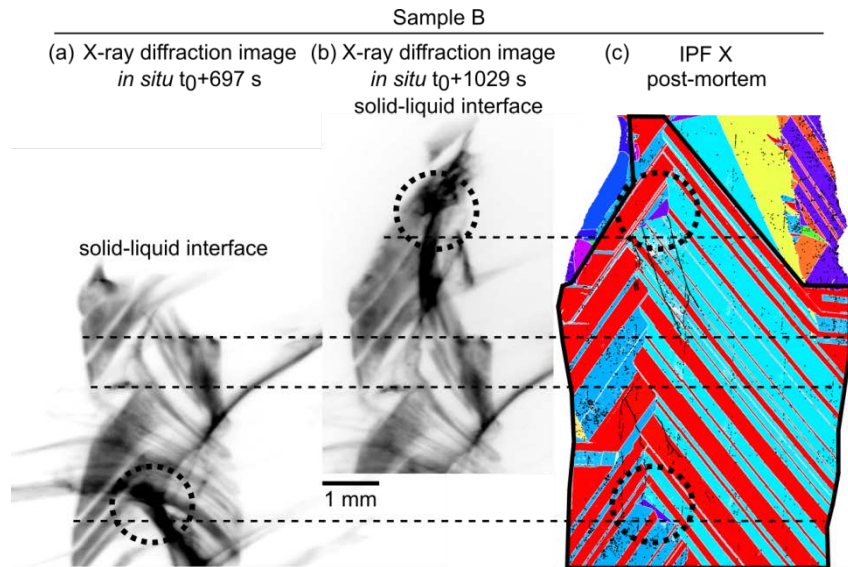 Sample B
(a) X-ray diffraction image
in situ t0+697 s
(b) X-ray diffraction image
in situ t0+1029 s
solid-liquid interface
(c) IPF X
post-mortem
solid-liquid interface
1 mm